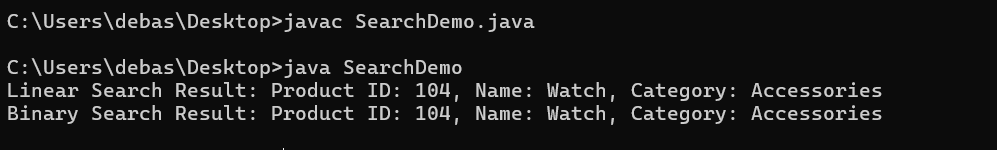 C:\Users\debas\Desktop>javac SearchDemo.java
C:\Users\debas\Desktop>java SearchDemo
Linear Search Result: Product ID: 104, Name: Watch, Category: Accessories
Binary Search Result: Product ID: 104, Name: Watch, Category: Accessories